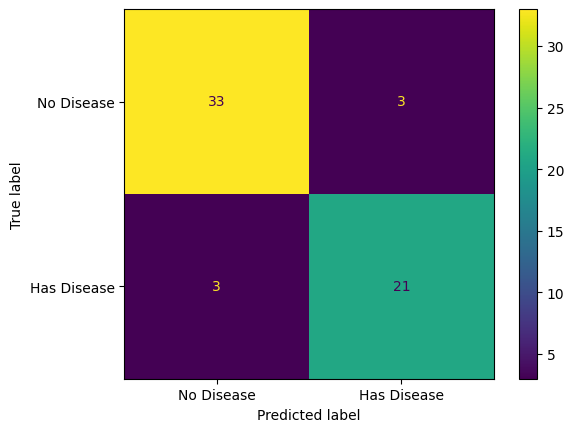 No Disease
Has Disease
True label
33
3
3
21
No Disease
Has Disease
Predicted label
30
25
20
15
10
5